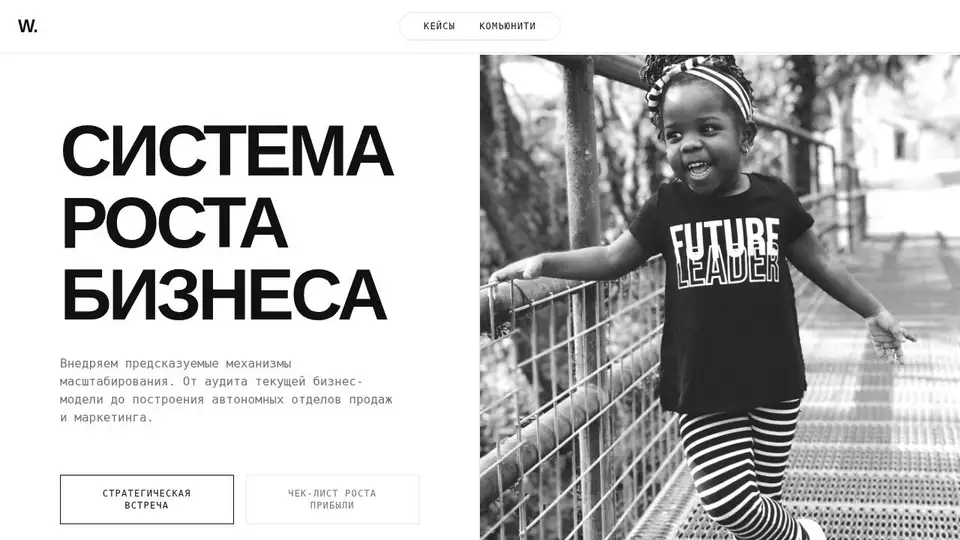 W.
КЕЙСЫ КОМЬЮНИТИ
СИСТЕМА
РОСТА
БИЗНЕСА
Внедряем предсказуемые механизмы
масштабирования. От аудита текущей бизнес-
модели до построения автономных отделов продаж
и маркетинга.
СТРАТЕГИЧЕСКАЯ
ВСТРЕЧА
ЧЕК-ЛИСТ РОСТА
ПРИБЫЛИ
FUTURE
LEADER